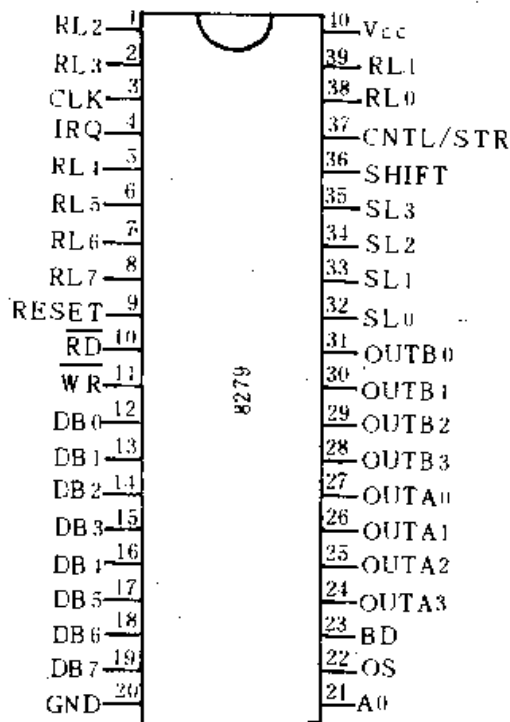 RL2 1
RL3 2
CLK 3
IRQ 4
RL4 5
RL5 6
RL6 7
RL7 8
RESET 9
R̅D̅ 10
W̅R̅ 11
DB0 12
DB1 13
DB2 14
DB3 15
DB4 16
DB5 17
DB6 18
DB7 19
GND 20
8279
40 Vcc
39 RL1
38 RL0
37 CNTL/STR
36 SHIFT
35 SL3
34 SL2
33 SL1
32 SL0
31 OUTB0
30 OUTB1
29 OUTB2
28 OUTB3
27 OUTA0
26 OUTA1
25 OUTA2
24 OUTA3
23 BD
22 OS
21 A0